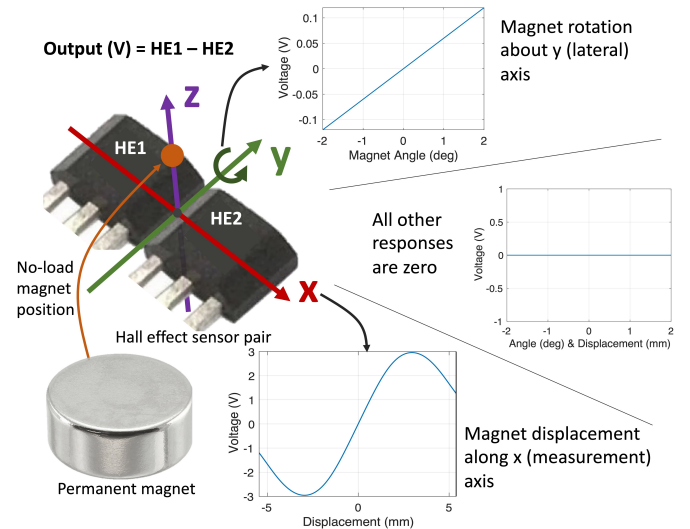 Output (V) = HE1 – HE2
0.1
0.05
0
-0.05
-0.1
Voltage (V)
-2
-1
0
1
2
Magnet Angle (deg)
Magnet rotation
about y (lateral)
axis
z
HE1
y
HE2
x
No-load
magnet
position
Hall effect sensor pair
All other
responses
are zero
1
0.5
0
-0.5
-1
Voltage (V)
-2
-1
0
1
2
Angle (deg) & Displacement (mm)
3
2
1
0
-1
-2
-3
Voltage (V)
-5
0
5
Displacement (mm)
Magnet displacement
along x (measurement)
axis
Permanent magnet